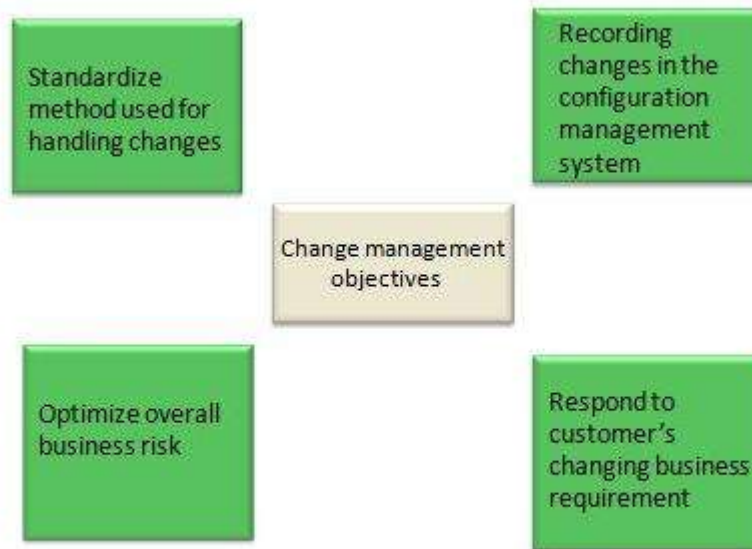 Standardize
method used for
handling changes
Recording
changes in the
configuration
management
system
Change management
objectives
Optimize overall
business risk
Respond to
customer’s
changing business
requirement